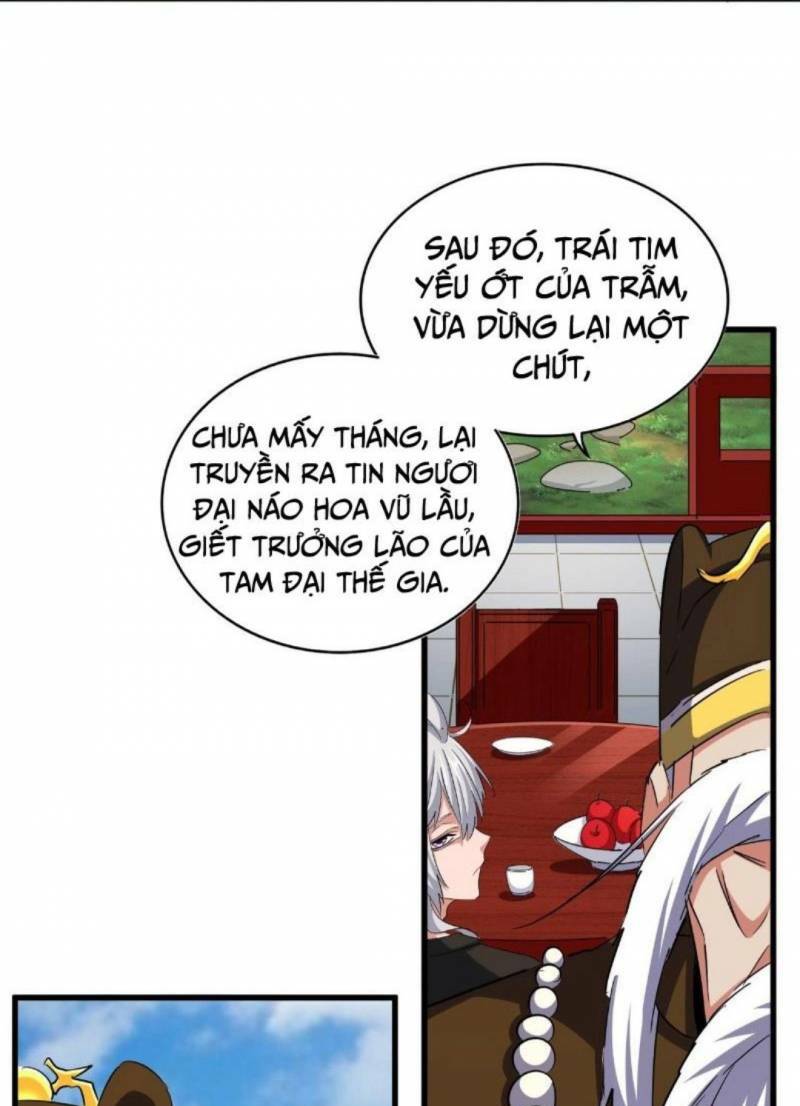 SAU ĐÓ, TRÁI TIM
YẾU ỚT CỦA TRẪM,
VỪA DỪNG LẠI MỘT
CHÚT,
CHƯA MẤY THÁNG, LẠI
TRUYỀN RA TIN NGƯƠI
ĐẠI NÁO HOA VŨ LẦU,
GIẾT TRƯỞNG LÃO CỦA
TAM ĐẠI THẾ GIA.